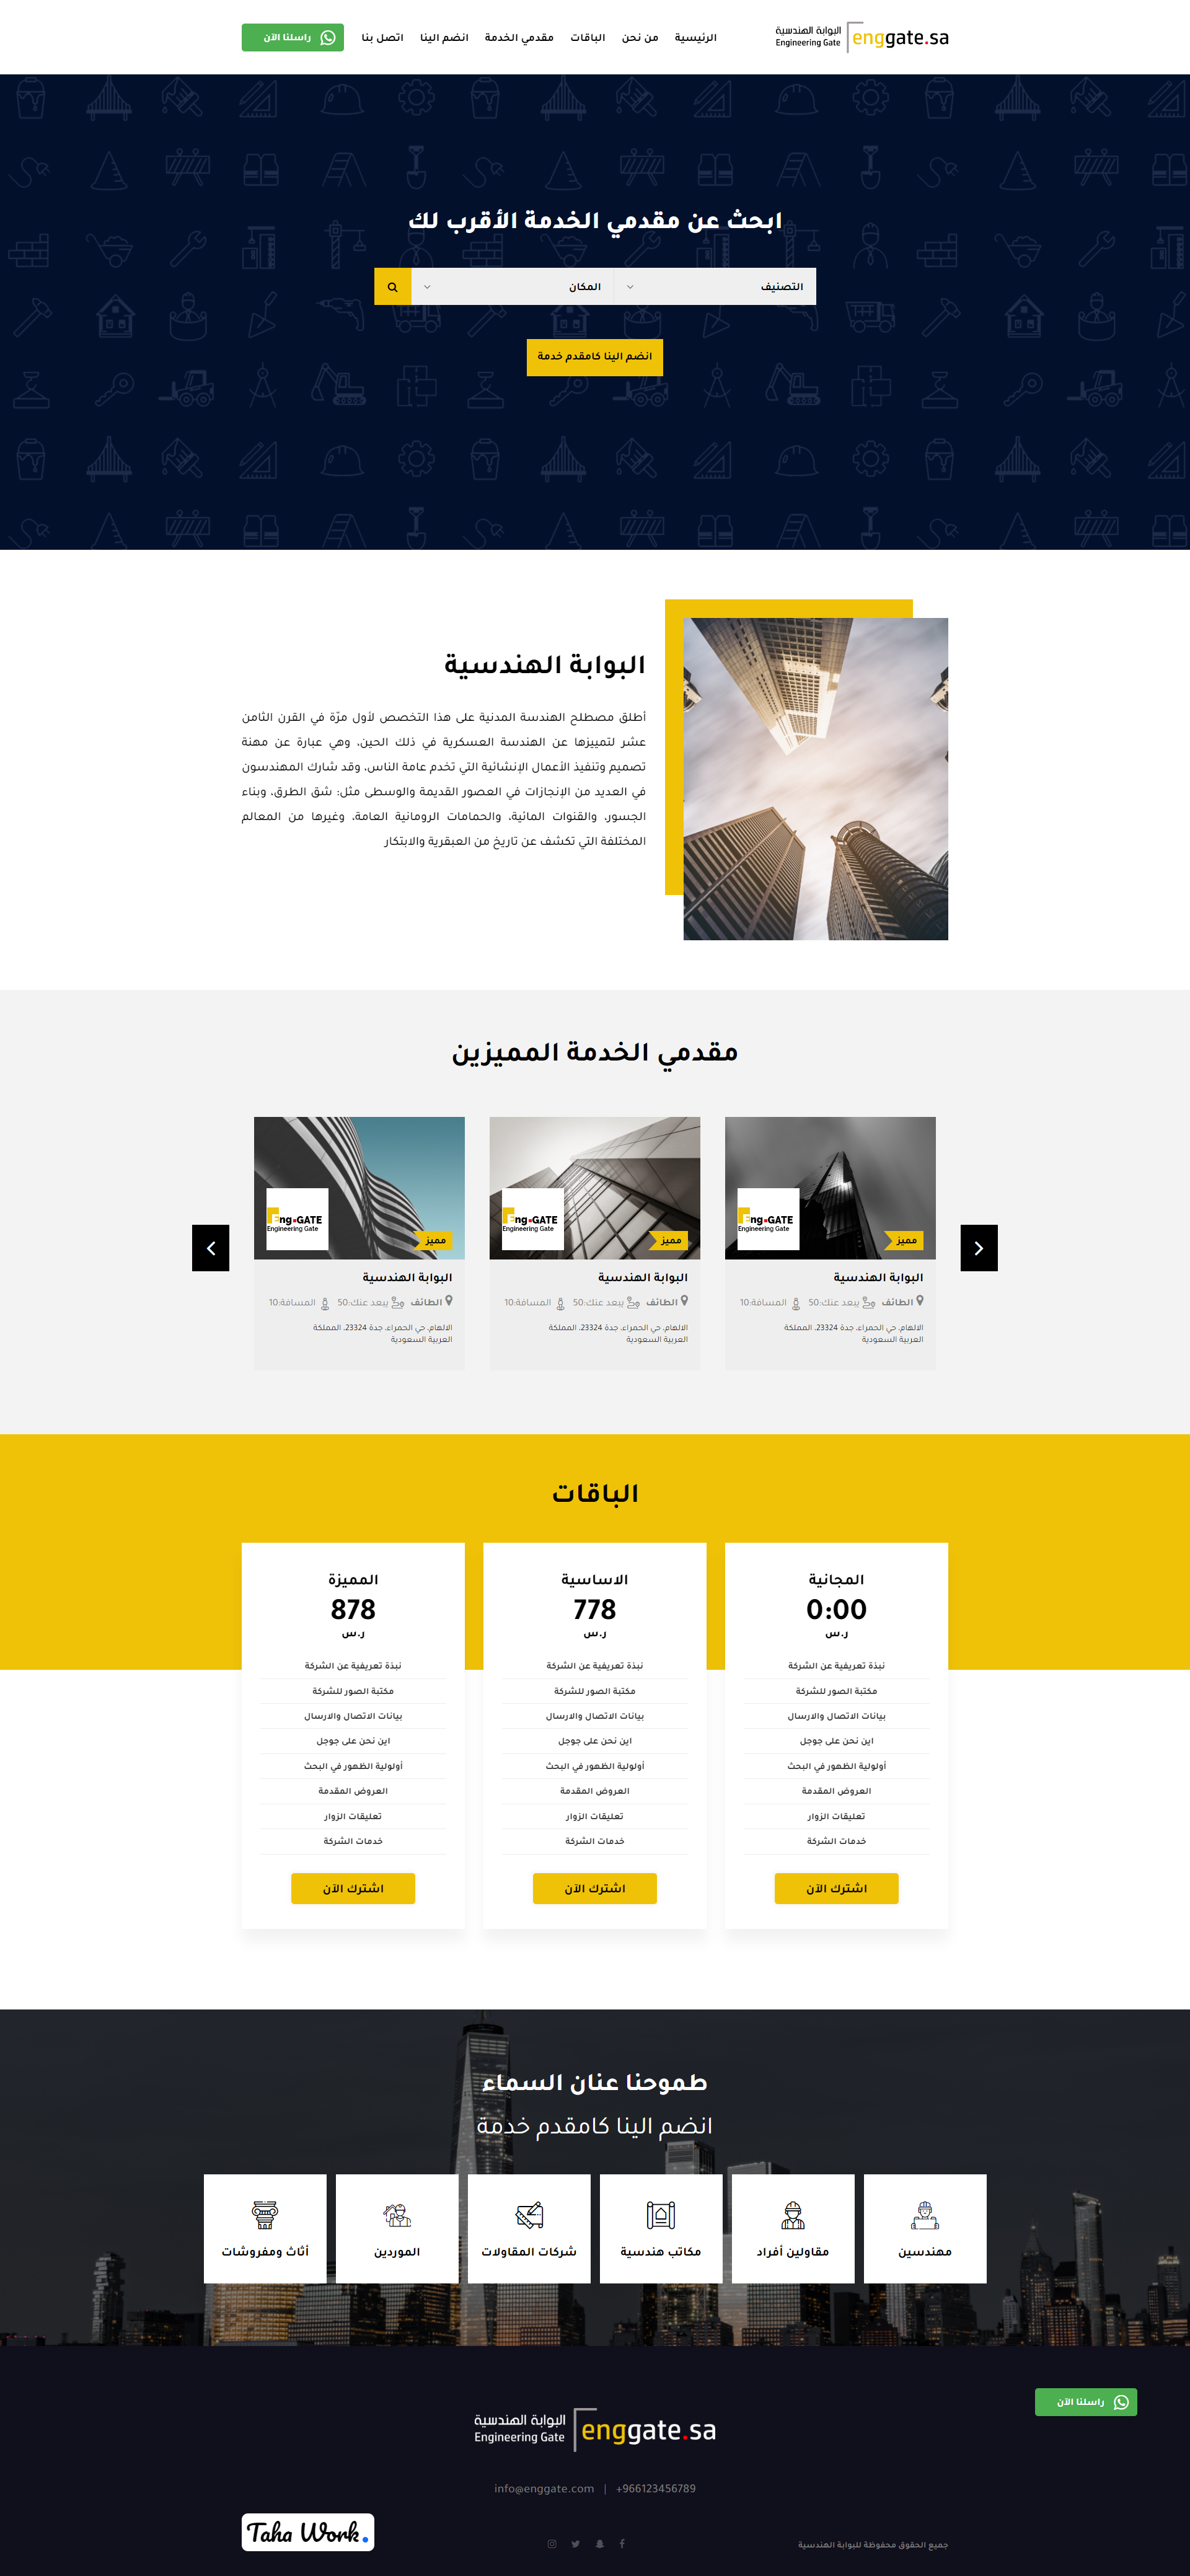 البوابة الهندسية
Engineering Gate
enggate.sa
الرئيسية
من نحن
الباقات
مقدمي الخدمة
انضم الينا
اتصل بنا
راسلنا الآن
ابحث عن مقدمي الخدمة الأقرب لك
التصنيف
المكان
انضم الينا كامقدم خدمة
البوابة الهندسية
أطلق مصطلح الهندسة المدنية على هذا التخصص لأول مرّة في القرن الثامن
عشر لتمييزها عن الهندسة العسكرية في ذلك الحين، وهي عبارة عن مهنة
تصميم وتنفيذ الأعمال الإنشائية التي تخدم عامة الناس، وقد شارك المهندسون
في العديد من الإنجازات في العصور القديمة والوسطى مثل: شق الطرق، وبناء
الجسور، والقنوات المائية، والحمامات الرومانية العامة، وغيرها من المعالم
المختلفة التي تكشف عن تاريخ من العبقرية والابتكار
مقدمي الخدمة المميزين
Eng.GATE
Engineering Gate
مميز
البوابة الهندسية
الطائف يبعد عنك:50 المسافة:10
الالهام، حي الحمراء، جدة 23324، المملكة
العربية السعودية
Eng.GATE
Engineering Gate
مميز
البوابة الهندسية
الطائف يبعد عنك:50 المسافة:10
الالهام، حي الحمراء، جدة 23324، المملكة
العربية السعودية
Eng.GATE
Engineering Gate
مميز
البوابة الهندسية
الطائف يبعد عنك:50 المسافة:10
الالهام، حي الحمراء، جدة 23324، المملكة
العربية السعودية
الباقات
المجانية
0:00
ر.س
نبذة تعريفية عن الشركة
مكتبة الصور للشركة
بيانات الاتصال والارسال
اين نحن على جوجل
أولولية الظهور في البحث
العروض المقدمة
تعليقات الزوار
خدمات الشركة
اشترك الآن
الاساسية
778
ر.س
نبذة تعريفية عن الشركة
مكتبة الصور للشركة
بيانات الاتصال والارسال
اين نحن على جوجل
أولولية الظهور في البحث
العروض المقدمة
تعليقات الزوار
خدمات الشركة
اشترك الآن
المميزة
878
ر.س
نبذة تعريفية عن الشركة
مكتبة الصور للشركة
بيانات الاتصال والارسال
اين نحن على جوجل
أولولية الظهور في البحث
العروض المقدمة
تعليقات الزوار
خدمات الشركة
اشترك الآن
طموحنا عنان السماء
انضم الينا كامقدم خدمة
مهندسين
مقاولين أفراد
مكاتب هندسية
شركات المقاولات
الموردين
أثاث ومفروشات
راسلنا الآن
البوابة الهندسية
Engineering Gate
enggate.sa
info@enggate.com | +966123456789
جميع الحقوق محفوظة للبوابة الهندسية
Taha Work.